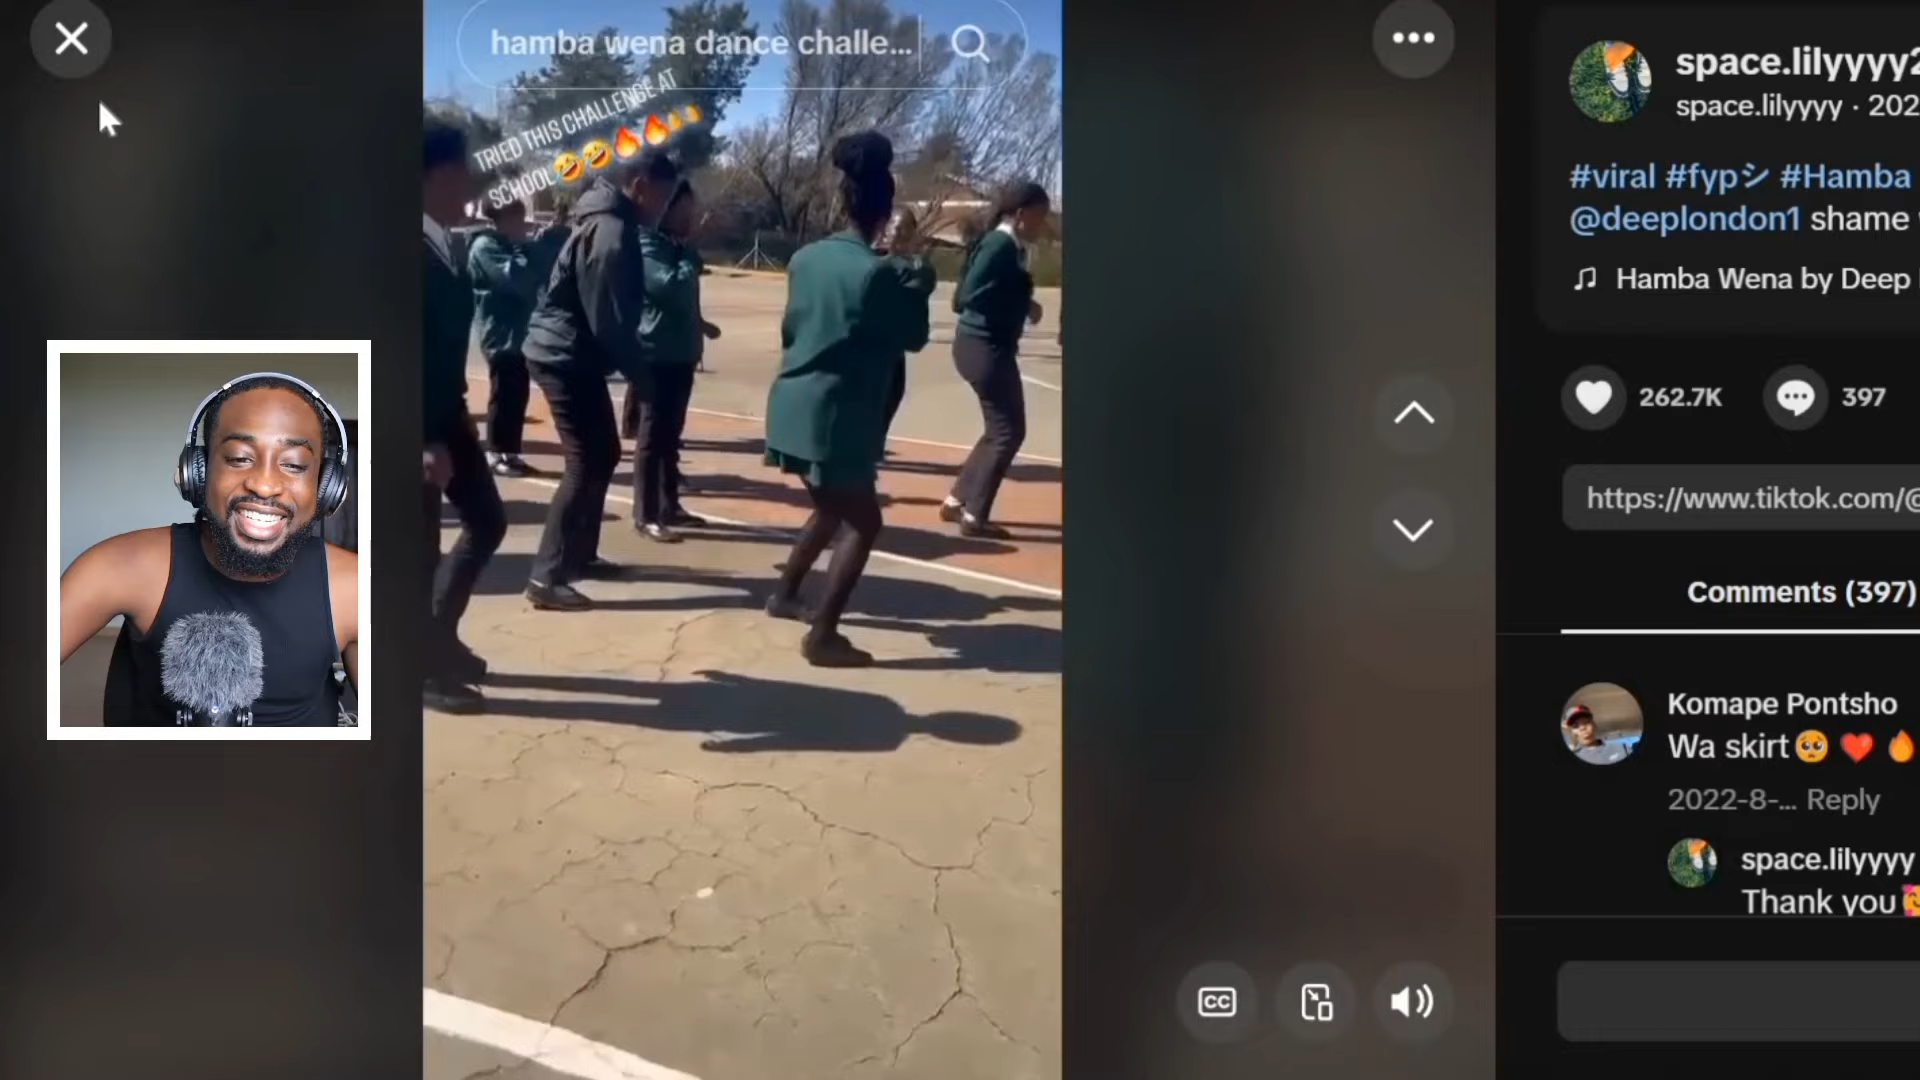 hamba wena dance challe...
TRIED THIS CHALLENGE AT
SCHOOL🤣🤣🔥🔥
space.lilyyyy2
space.lilyyyy · 202
#viral #fypシ #Hamba
@deeplondon1 shame
Hamba Wena by Deep
262.7K
397
https://www.tiktok.com/@
Comments (397)
Komape Pontsho
Wa skirt🥺❤️🔥
2022-8-... Reply
space.lilyyyy
Thank you🥰
CC